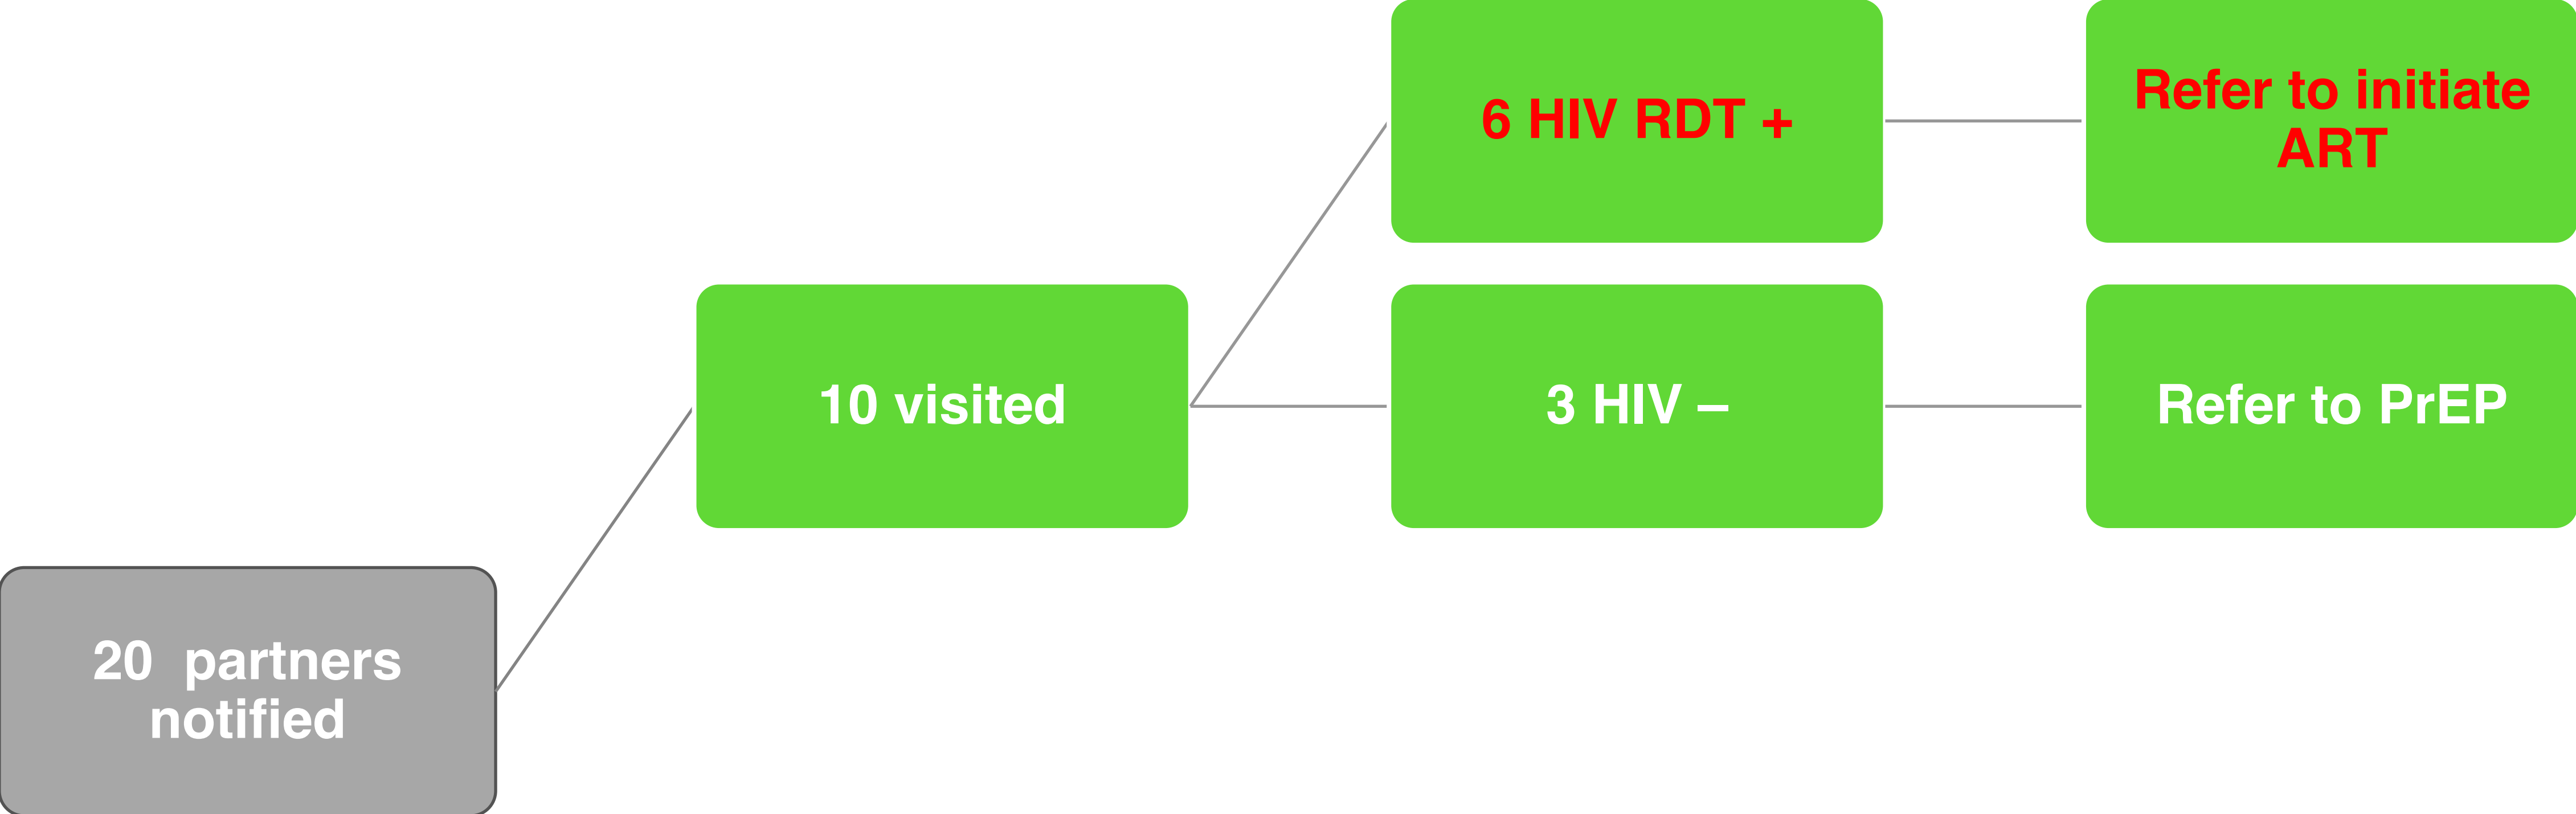 6 HIV RDT +
Refer to initiate
ART
10 visited
3 HIV –
Refer to PrEP
20  partners
notified